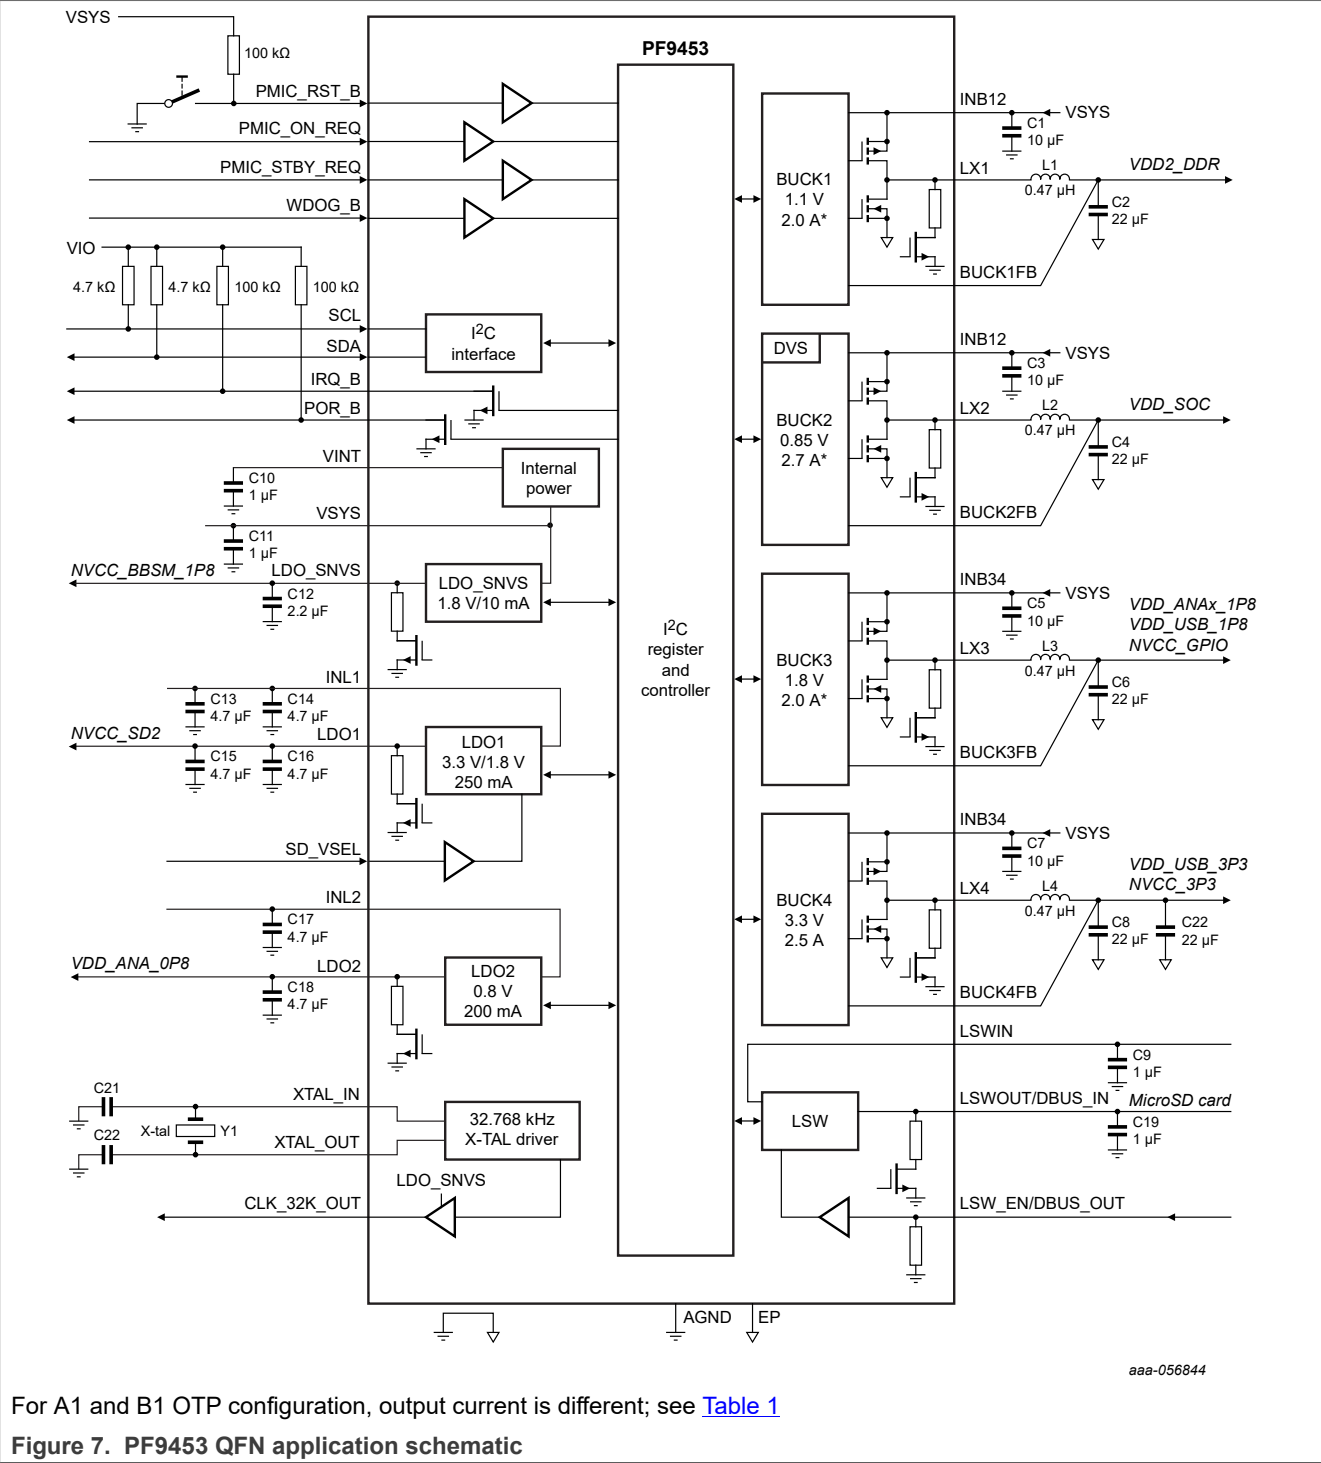 VSYS
100 kΩ
PF9453
PMIC_RST_B
PMIC_ON_REQ
PMIC_STBY_REQ
WDOG_B
VIO
4.7 kΩ
4.7 kΩ
100 kΩ
100 kΩ
SCL
SDA
I2C
interface
IRQ_B
POR_B
VINT
C10
1 µF
Internal
power
VSYS
C11
1 µF
NVCC_BBSM_1P8
LDO_SNVS
C12
2.2 µF
LDO_SNVS
1.8 V/10 mA
INL1
C13
4.7 µF
C14
4.7 µF
NVCC_SD2
LDO1
C15
4.7 µF
C16
4.7 µF
LDO1
3.3 V/1.8 V
250 mA
SD_VSEL
INL2
C17
4.7 µF
VDD_ANA_0P8
LDO2
C18
4.7 µF
LDO2
0.8 V
200 mA
C21
XTAL_IN
X-tal
Y1
C22
XTAL_OUT
32.768 kHz
X-TAL driver
LDO_SNVS
CLK_32K_OUT
I2C
register
and
controller
BUCK1
1.1 V
2.0 A*
INB12
VSYS
C1
10 µF
LX1
L1
0.47 µH
VDD2_DDR
C2
22 µF
BUCK1FB
DVS
BUCK2
0.85 V
2.7 A*
INB12
VSYS
C3
10 µF
LX2
L2
0.47 µH
VDD_SOC
C4
22 µF
BUCK2FB
BUCK3
1.8 V
2.0 A*
INB34
VSYS
C5
10 µF
LX3
L3
0.47 µH
VDD_ANAx_1P8
VDD_USB_1P8
NVCC_GPIO
C6
22 µF
BUCK3FB
BUCK4
3.3 V
2.5 A
INB34
VSYS
C7
10 µF
LX4
L4
0.47 µH
VDD_USB_3P3
NVCC_3P3
C8
22 µF
C22
22 µF
BUCK4FB
LSWIN
C9
1 µF
LSW
LSWOUT/DBUS_IN
MicroSD card
C19
1 µF
LSW_EN/DBUS_OUT
AGND
EP
aaa-056844
For A1 and B1 OTP configuration, output current is different; see Table 1
Figure 7. PF9453 QFN application schematic